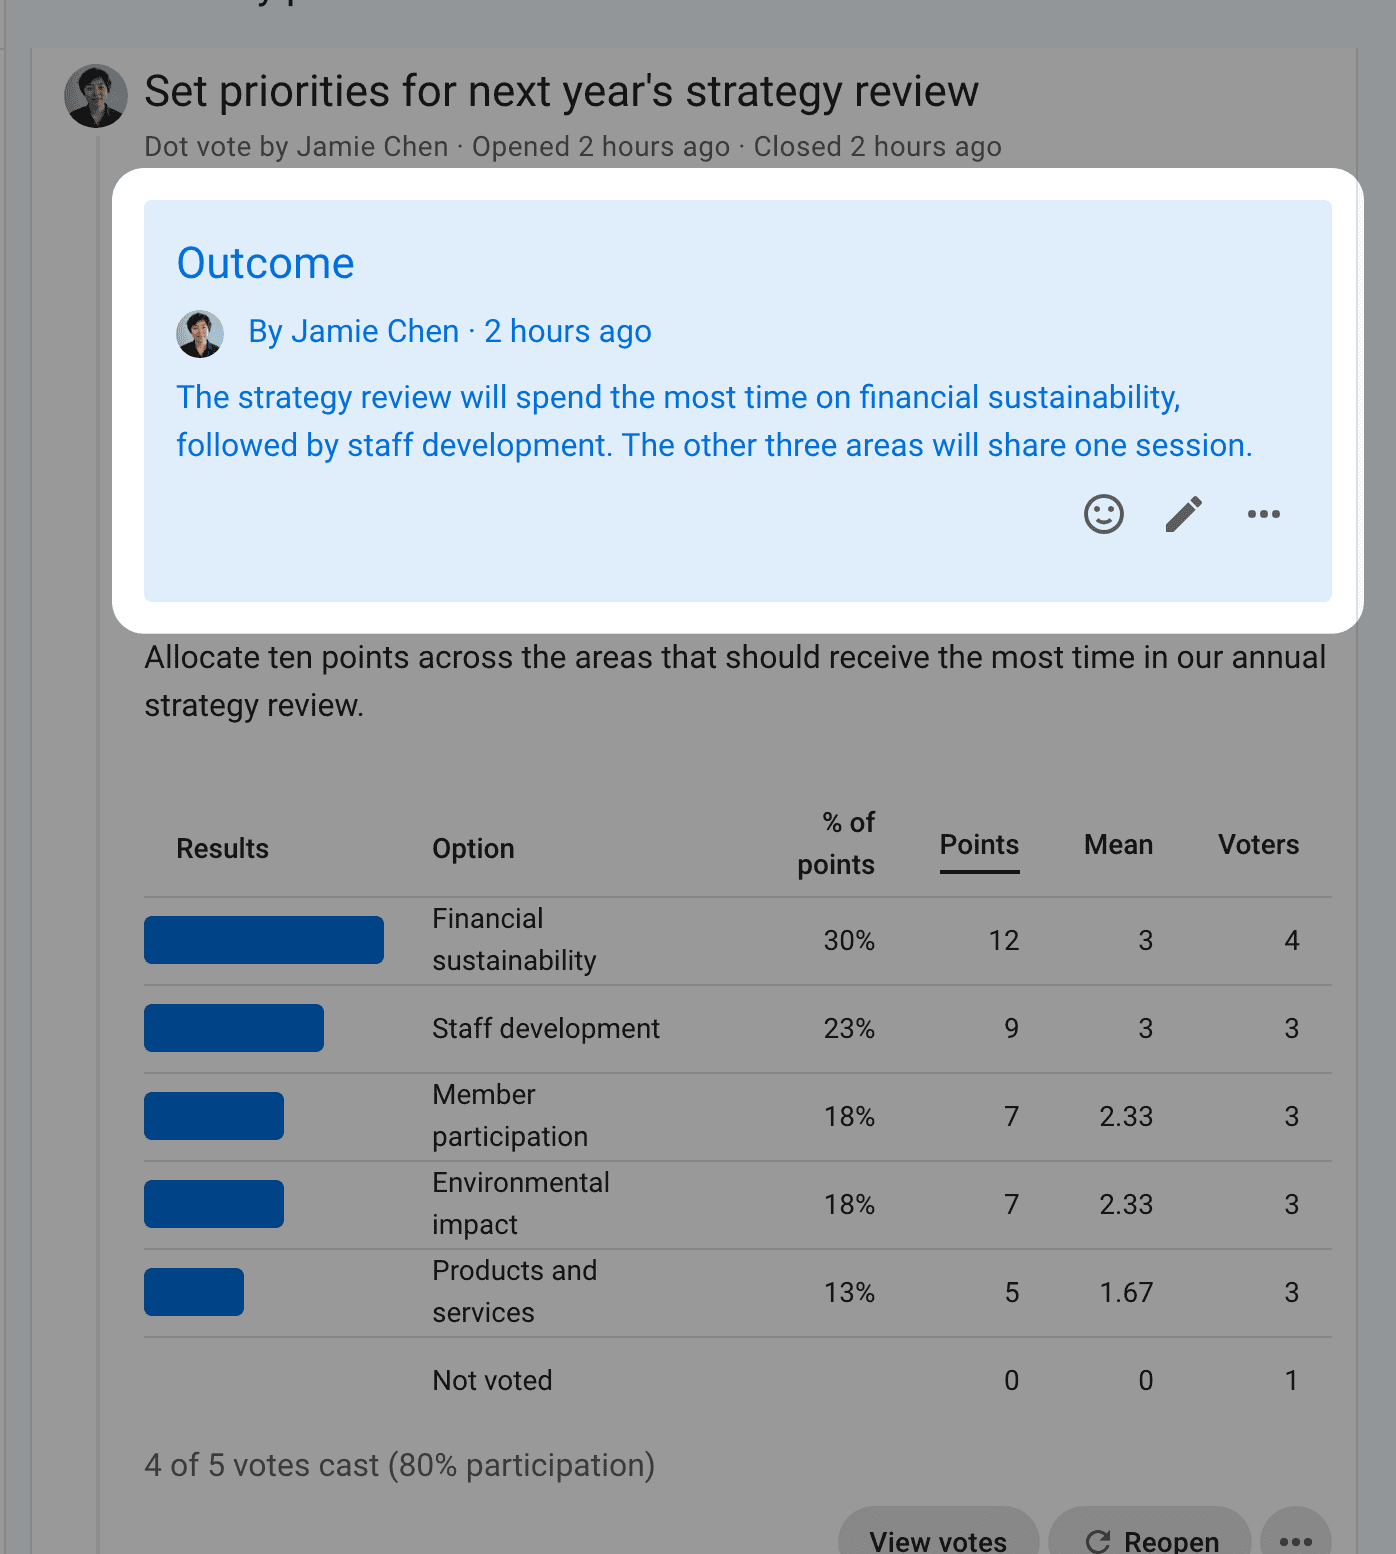 Set priorities for next year's strategy review
Dot vote by Jamie Chen · Opened 2 hours ago · Closed 2 hours ago
Outcome
By Jamie Chen · 2 hours ago
The strategy review will spend the most time on financial sustainability,
followed by staff development. The other three areas will share one session.
Allocate ten points across the areas that should receive the most time in our annual
strategy review.
Results Option % of points Points Mean Voters
Financial sustainability 30% 12 3 4
Staff development 23% 9 3 3
Member participation 18% 7 2.33 3
Environmental impact 18% 7 2.33 3
Products and services 13% 5 1.67 3
Not voted 0 0 1
4 of 5 votes cast (80% participation)
View votes Reopen